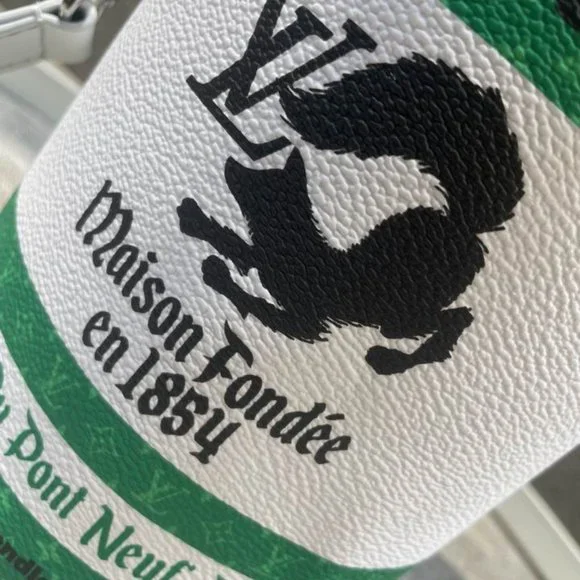 LV
Maison Fondée
en 1854
Pont Neuf